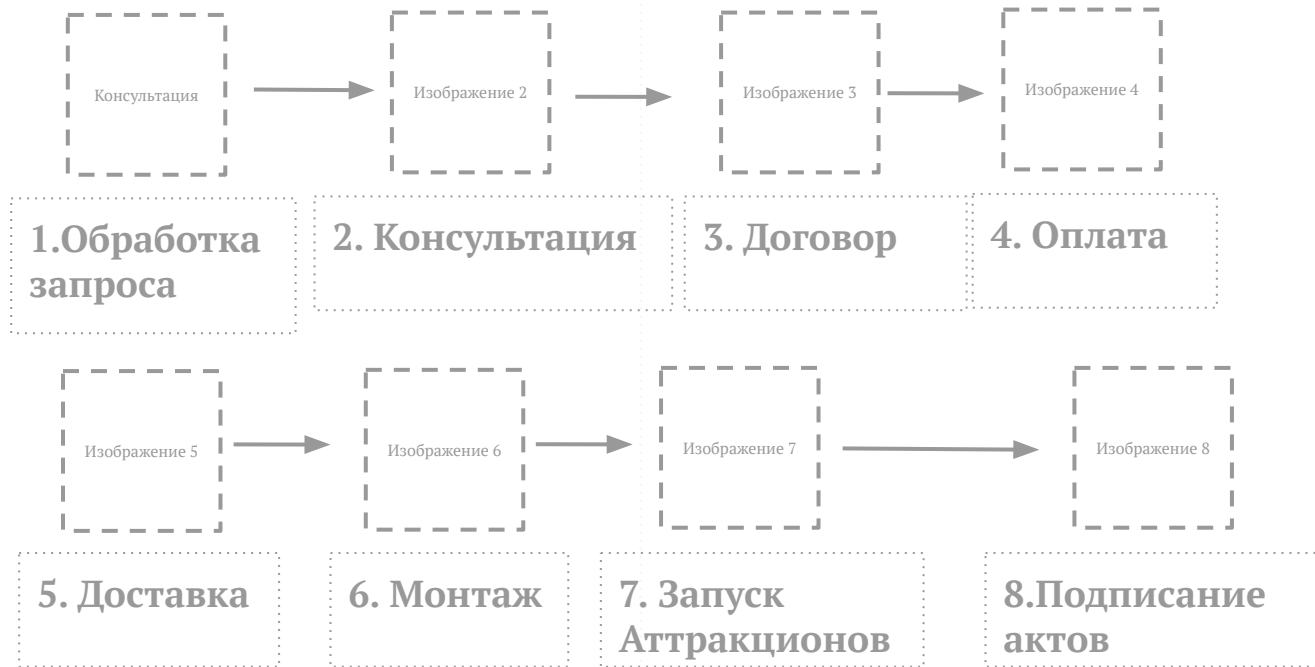 Консультация
Изображение 2
Изображение 3
Изображение 4
1.Обработка
запроса
2. Консультация
3. Договор
4. Оплата
Изображение 5
Изображение 6
Изображение 7
Изображение 8
5. Доставка
6. Монтаж
7. Запуск
Аттракционов
8.Подписание
актов